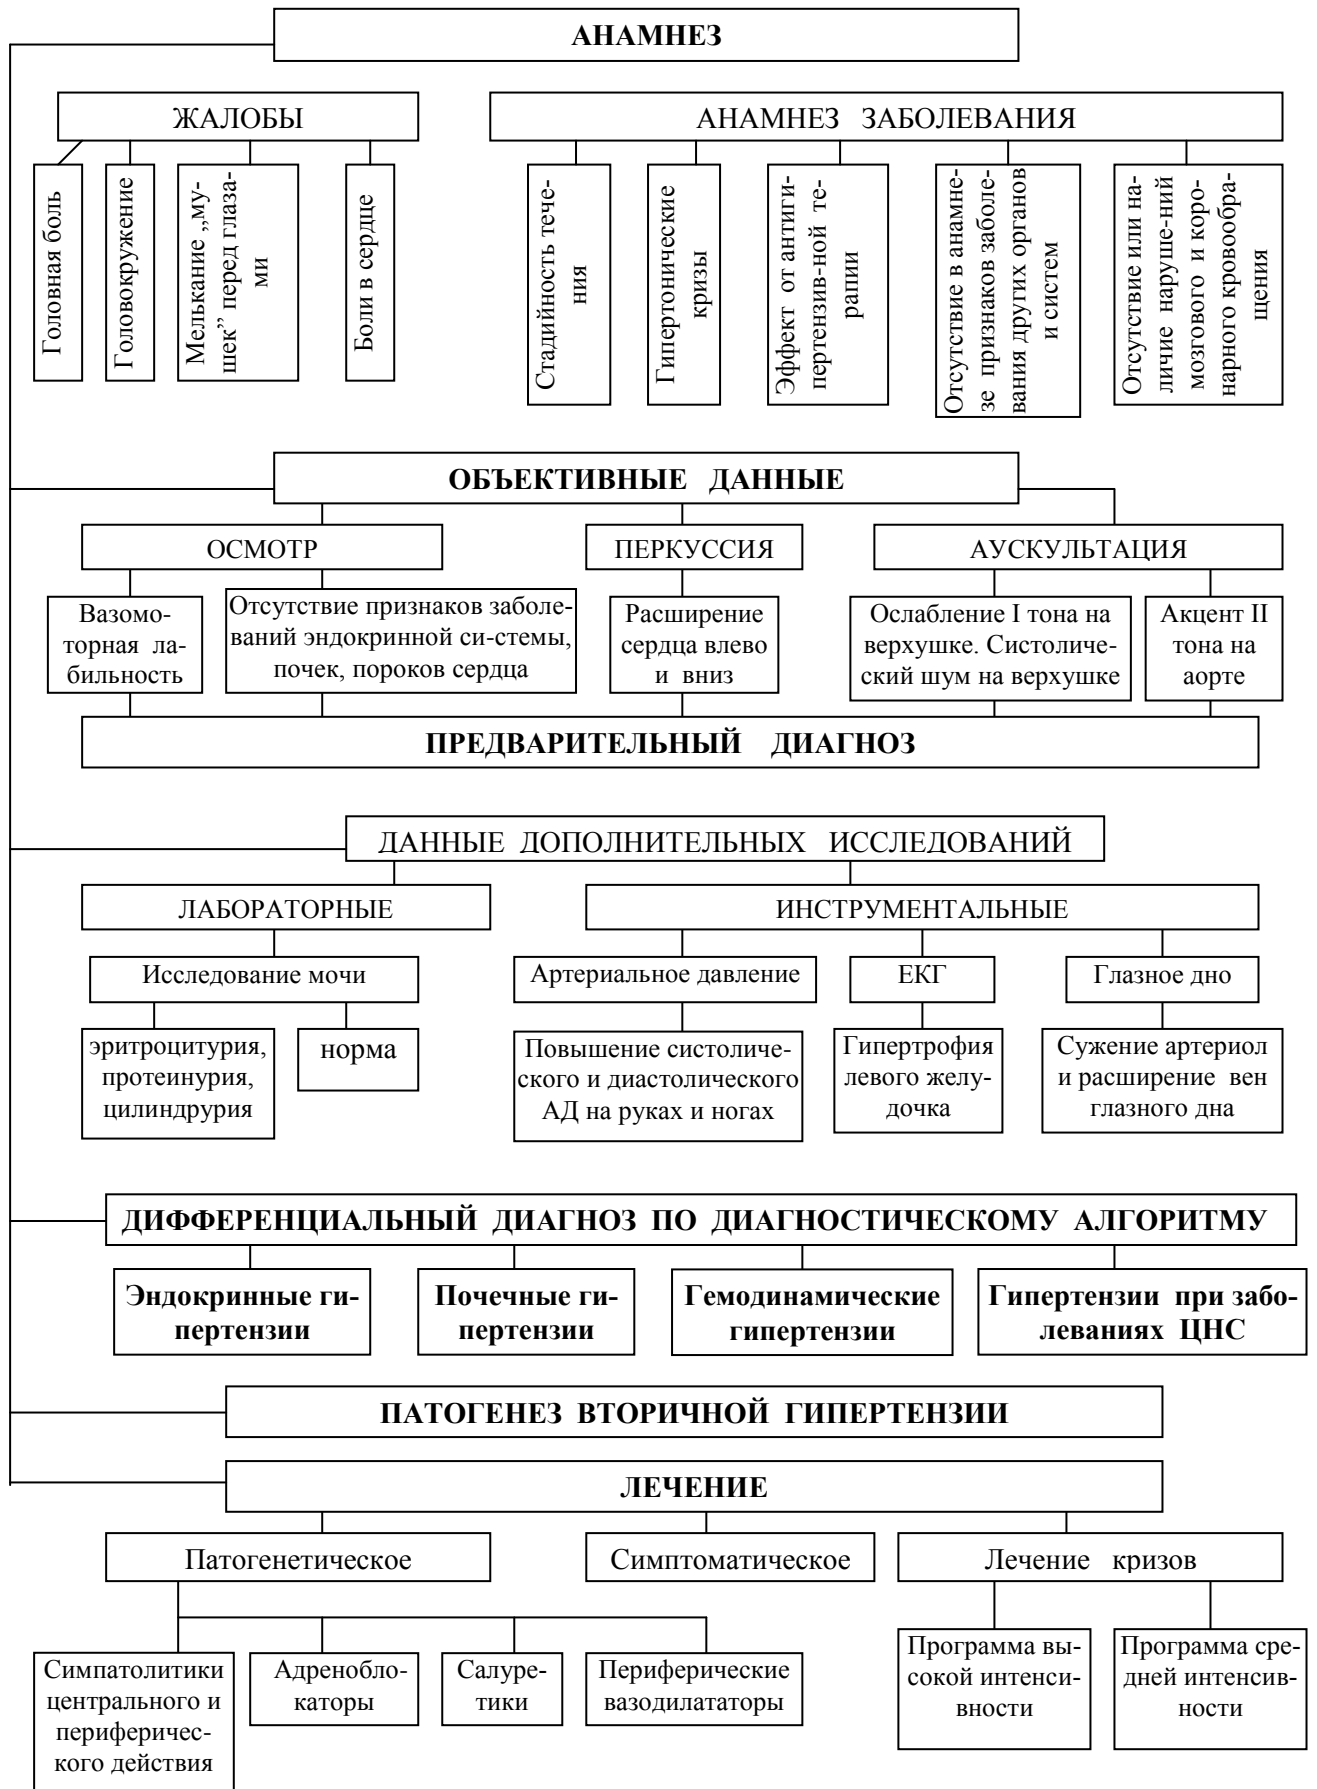 АНАМНЕЗ
ЖАЛОБЫ
АНАМНЕЗ ЗАБОЛЕВАНИЯ
Головная боль
Головокружение
Мелькание „му-
шек” перед глаза-
ми
Боли в сердце
Стадийность тече-
ния
Гипертонические
кризы
Эффект от антиги-
пертензив-ной те-
рапии
Отсутствие в анамне-
зе признаков заболе-
вания других органов
и систем
Отсутствие или на-
личие наруше-ний
мозгового и коро-
нарного кровообра-
щения
ОБЪЕКТИВНЫЕ ДАННЫЕ
ОСМОТР
ПЕРКУССИЯ
АУСКУЛЬТАЦИЯ
Вазомо-
торная ла-
бильность
Отсутствие признаков заболе-
ваний эндокринной си-стемы,
почек, пороков сердца
Расширение
сердца влево
и вниз
Ослабление I тона на
верхушке. Систоличе-
ский шум на верхушке
Акцент II
тона на
аорте
ПРЕДВАРИТЕЛЬНЫЙ ДИАГНОЗ
ДАННЫЕ ДОПОЛНИТЕЛЬНЫХ ИССЛЕДОВАНИЙ
ЛАБОРАТОРНЫЕ
ИНСТРУМЕНТАЛЬНЫЕ
Исследование мочи
Артериальное давление
ЕКГ
Глазное дно
эритроцитурия,
протеинурия,
цилиндрурия
норма
Повышение систоличе-
ского и диастолического
АД на руках и ногах
Гипертрофия
левого желу-
дочка
Сужение артериол
и расширение вен
глазного дна
ДИФФЕРЕНЦИАЛЬНЫЙ ДИАГНОЗ ПО ДИАГНОСТИЧЕСКОМУ АЛГОРИТМУ
Эндокринные ги-
пертензии
Почечные ги-
пертензии
Гемодинамические
гипертензии
Гипертензии при забо-
леваниях ЦНС
ПАТОГЕНЕЗ ВТОРИЧНОЙ ГИПЕРТЕНЗИИ
ЛЕЧЕНИЕ
Патогенетическое
Симптоматическое
Лечение кризов
Симпатолитики
центрального и
перифериче­с-
кого действия
Адренобло-
каторы
Салуре-
тики
Периферические
вазодилататоры
Программа вы-
сокой интенси-
вности
Программа сре-
дней интенсив-
ности